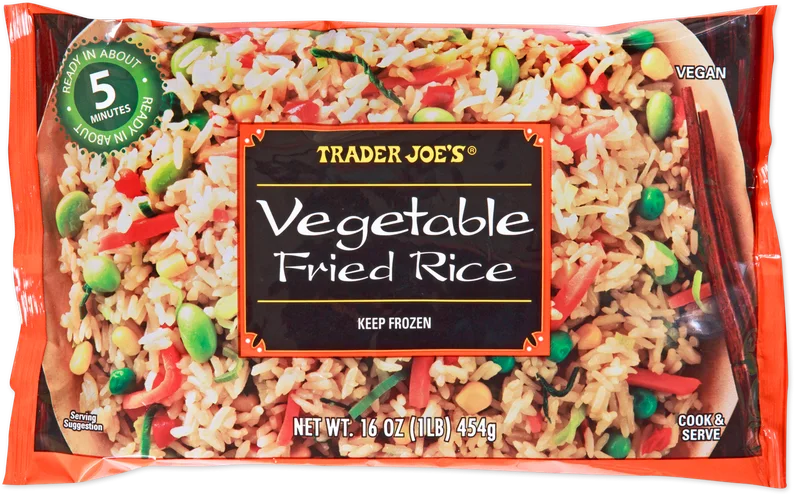 READY IN ABOUT
5
MINUTES
READY IN ABOUT
VEGAN
TRADER JOE'S®
Vegetable
Fried Rice
KEEP FROZEN
Serving
Suggestion
NET WT. 16 OZ (1LB) 454g
COOK &
SERVE